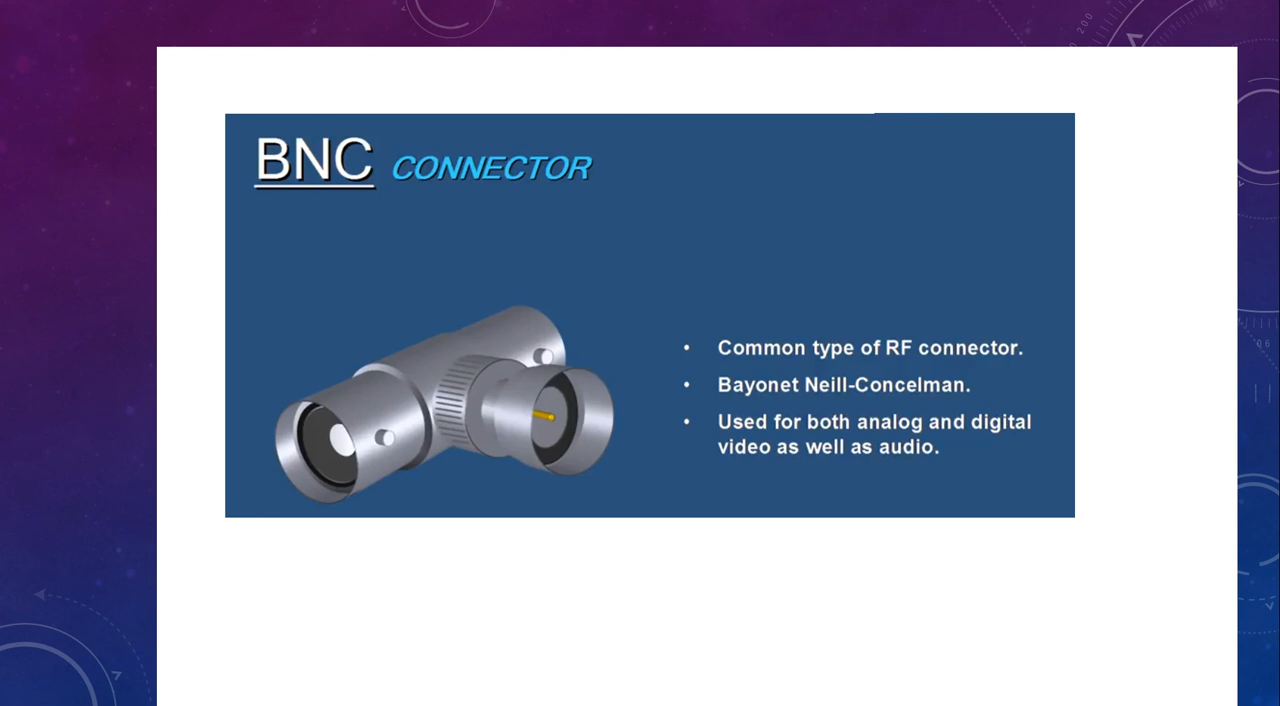 200
BNC CONNECTOR
• Common type of RF connector.
• Bayonet Neill-Concelman.
• Used for both analog and digital
video as well as audio.